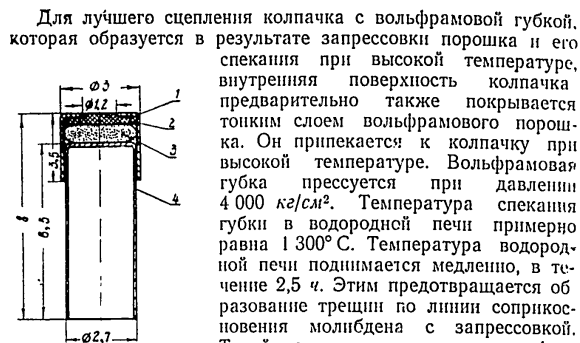 Для лучшего сцепления колпачка с вольфрамовой губкой,
которая образуется в результате запрессовки порошка и его
спекания при высокой температуре,
внутренняя поверхность колпачка
предварительно также покрывается
тонким слоем вольфрамового порош-
ка. Он припекается к колпачку при
высокой температуре. Вольфрамовая
губка прессуется при давлении
4 000 кг/см². Температура спекания
губки в водородной печи примерно
равна 1 300° С. Температура водород-
ной печи поднимается медленно, в те-
чение 2,5 ч. Этим предотвращается об
разование трещин по линии соприкос-
новения молибдена с запрессовкой.
Ø3
Ø1,2
1
2
3
4
3,5
8
6,5
Ø2,7